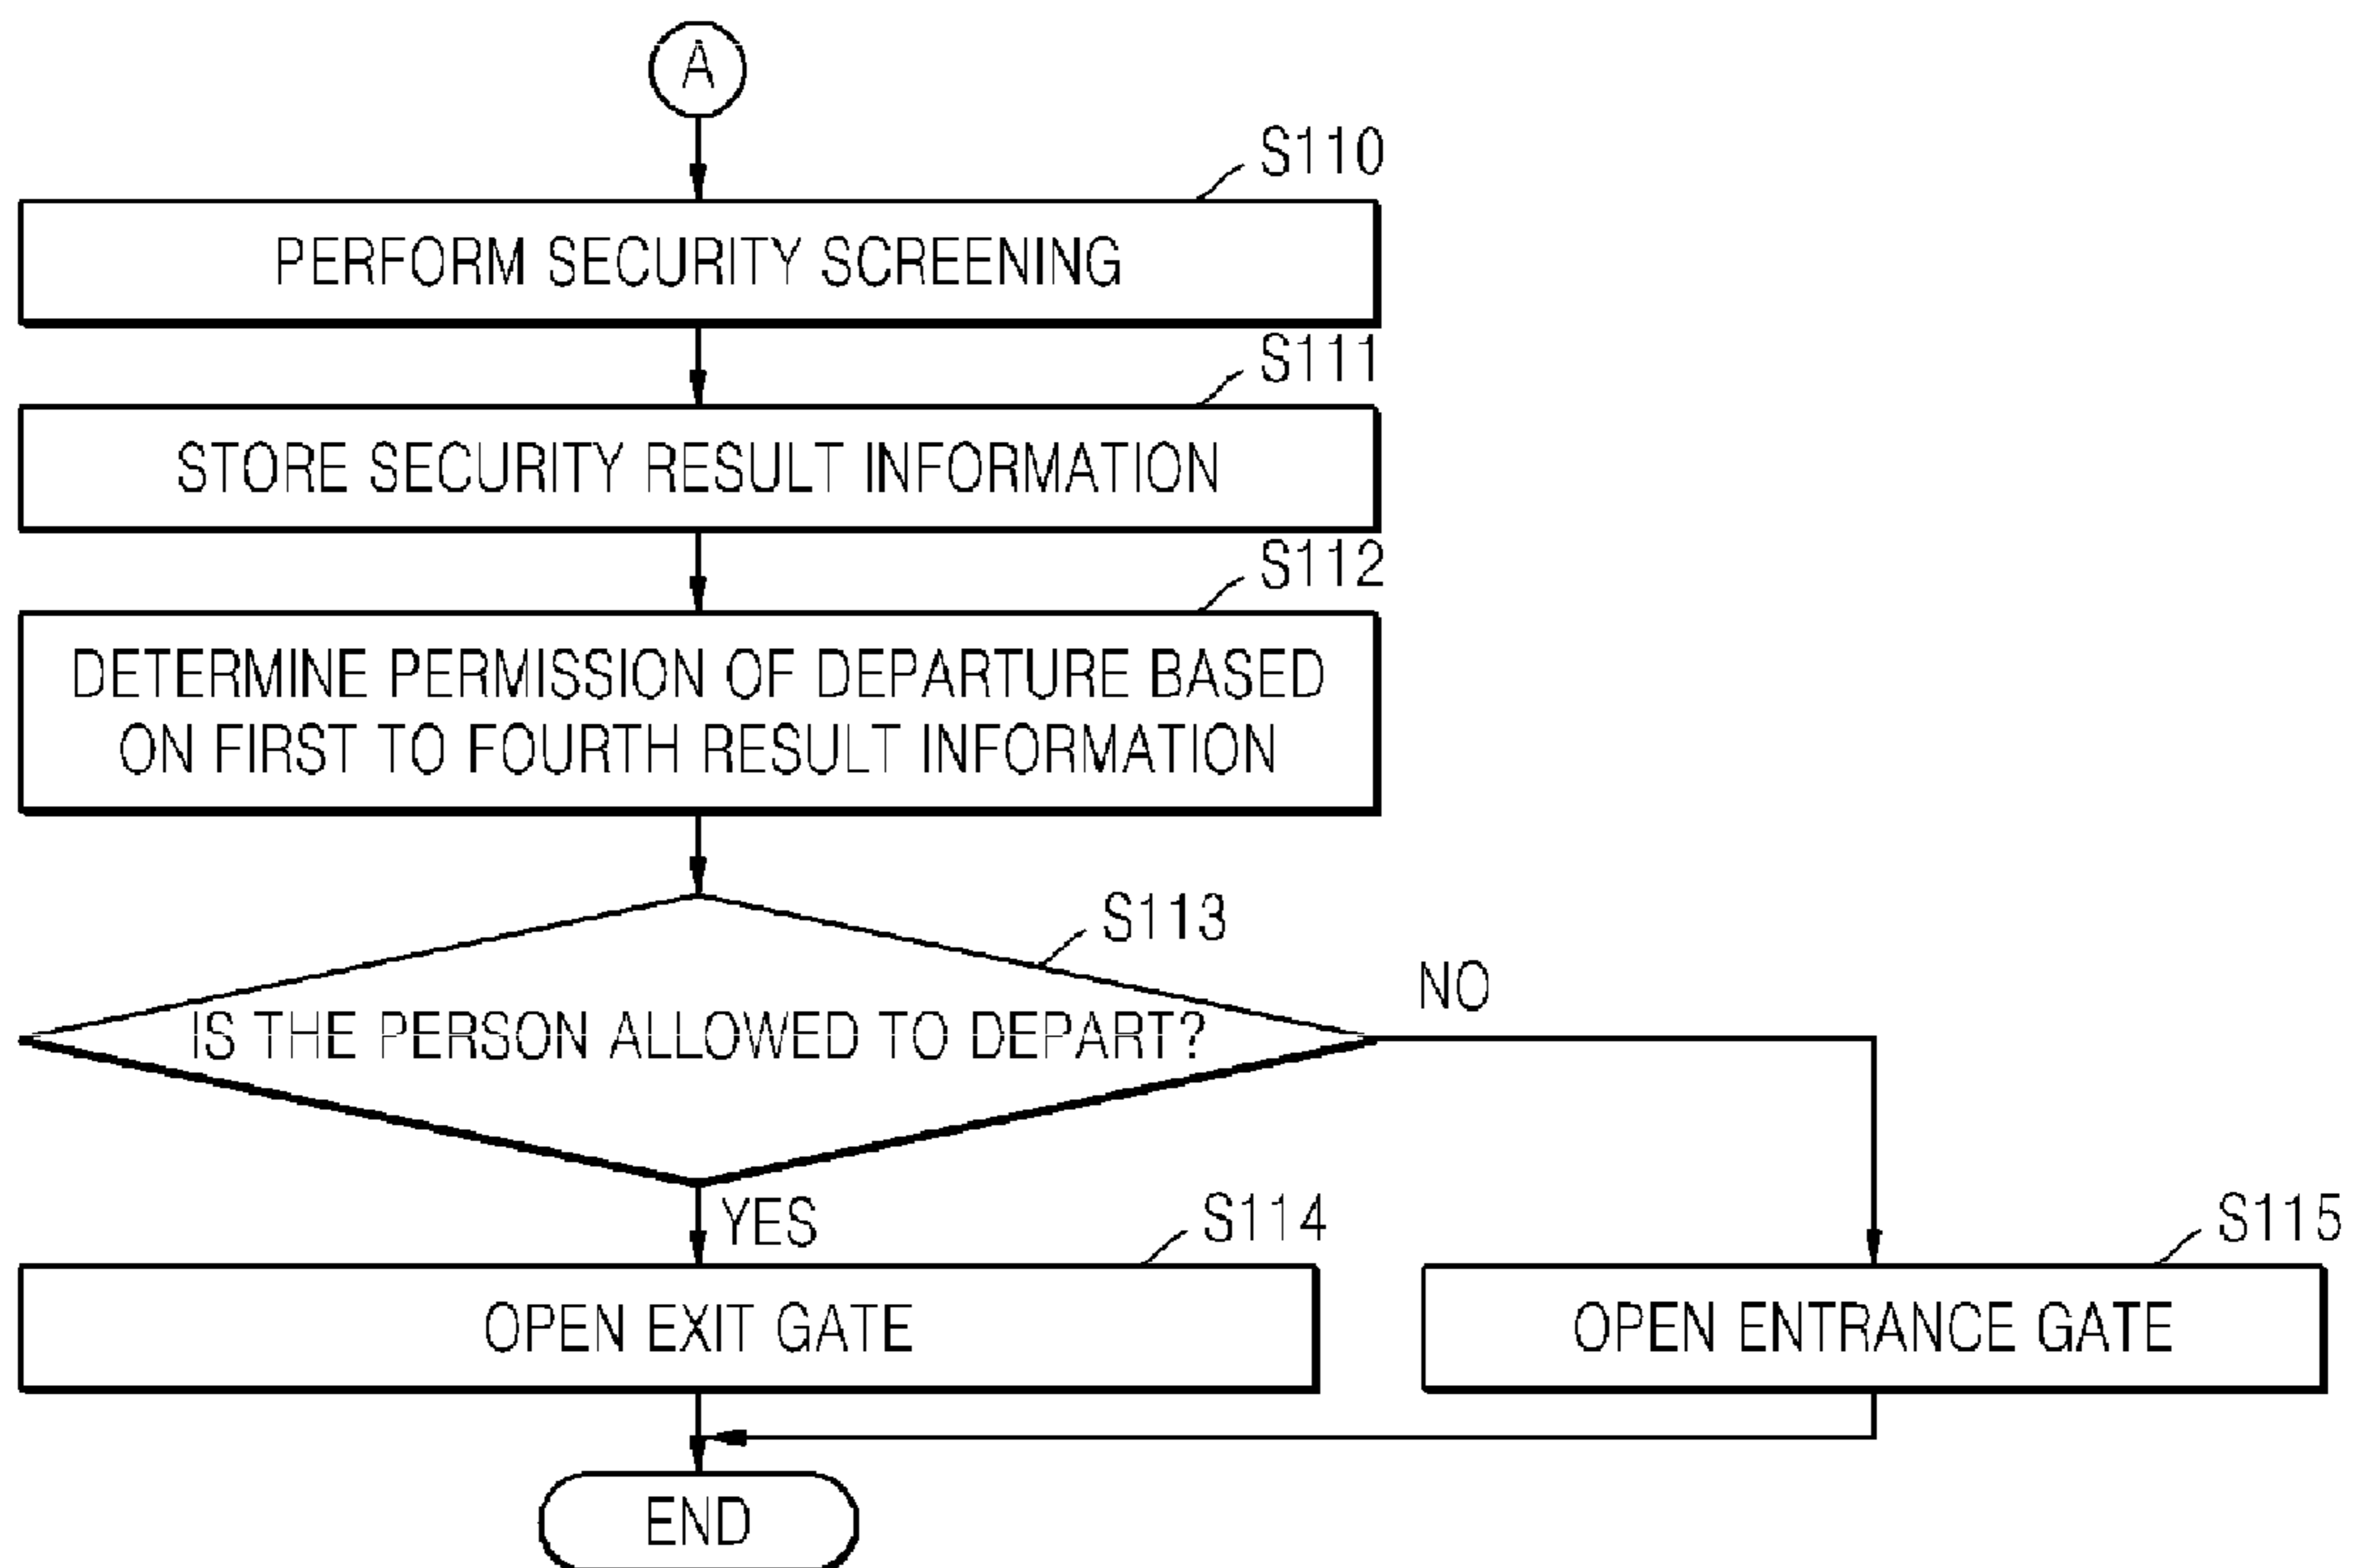 A
S110
PERFORM SECURITY SCREENING
S111
STORE SECURITY RESULT INFORMATION
S112
DETERMINE PERMISSION OF DEPARTURE BASED
ON FIRST TO FOURTH RESULT INFORMATION
S113
NO
IS THE PERSON ALLOWED TO DEPART?
YES
S114
S115
OPEN EXIT GATE
OPEN ENTRANCE GATE
END